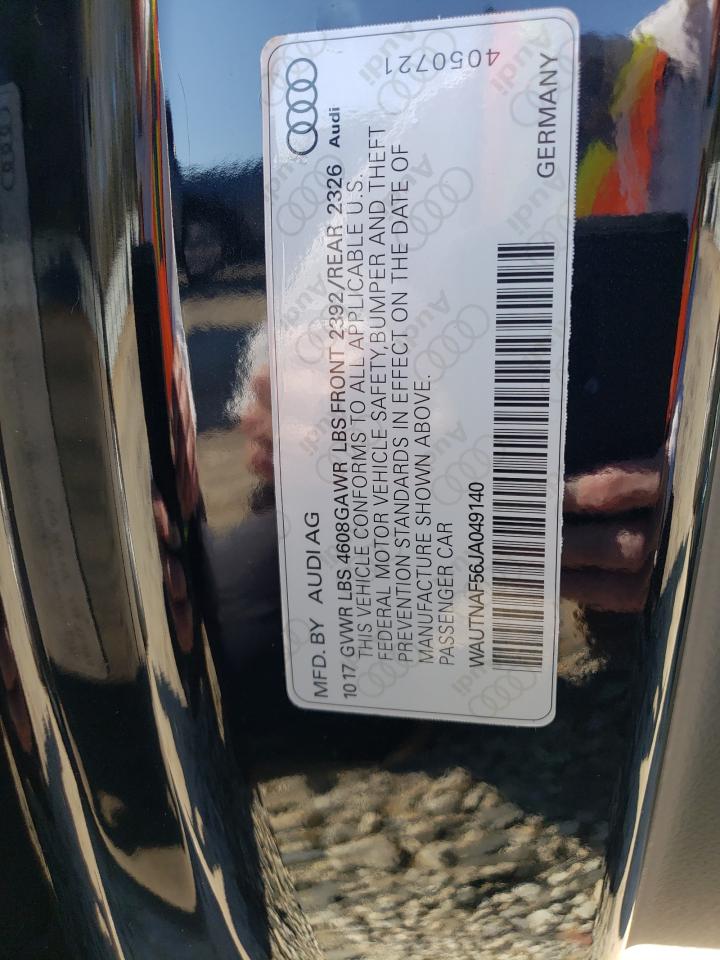 MFD. BY AUDI AG
10 17 GVWR LBS 4608GAWR LBS FRONT 2392/REAR 2326 Audi
THIS VEHICLE CONFORMS TO ALL APPLICABLE U.S.
FEDERAL MOTOR VEHICLE SAFETY,BUMPER AND THEFT
PREVENTION STANDARDS IN EFFECT ON THE DATE OF
MANUFACTURE SHOWN ABOVE.
PASSENGER CAR
WAUTNAF56JA049140
4050721
GERMANY